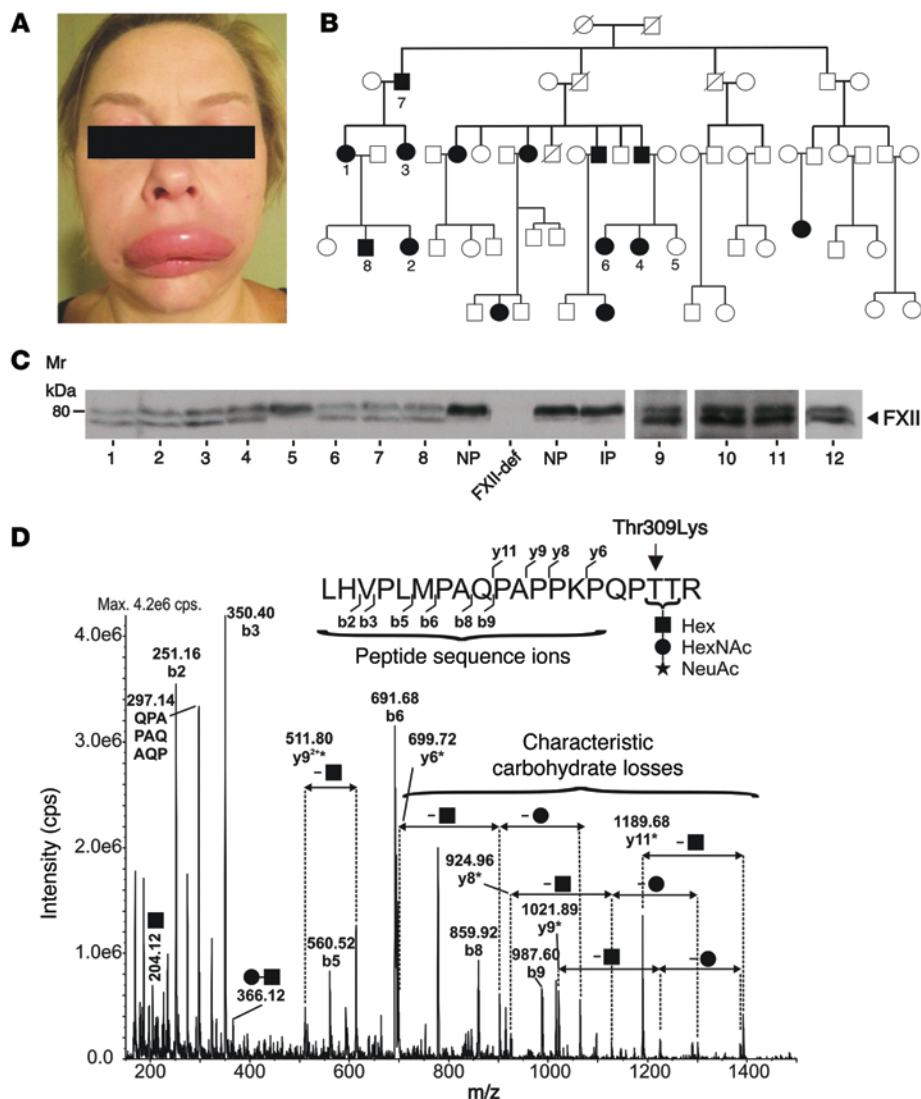 A
B
7
1
3
8
2
6
4
5
C
Mr
kDa
80
FXII
1 2 3 4 5 6 7 8 NP FXII-def NP IP 9 10 11 12
D
Thr309Lys
y11 y9 y8 y6
LHVPLMPAQPAPPKPQPTTR
b2 b3 b5 b6 b8 b9
Peptide sequence ions
Hex
HexNAc
NeuAc
Max. 4.2e6 cps.
4.0e6
350.40
b3
251.16
b2
297.14
QPA
PAQ
AQP
3.0e6
691.68
b6
511.80
y9²⁺*
699.72
y6*
Characteristic
carbohydrate losses
–
–
–
1189.68
y11*
–
2.0e6
924.96
y8*
–
–
1021.89
y9*
859.92
b8
–
–
987.60
b9
1.0e6
204.12
560.52
b5
366.12
0.0
200 400 600 800 1000 1200 1400
m/z
Intensity (cps)